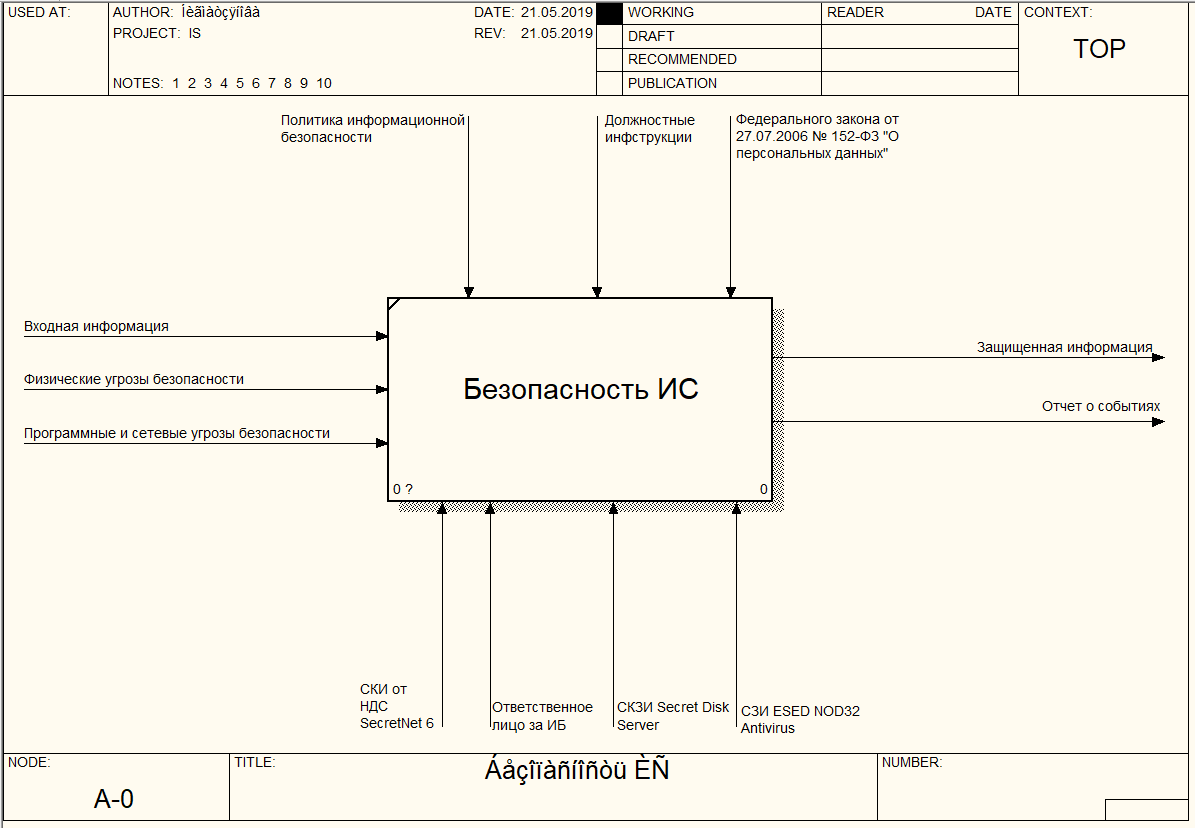 USED AT:
AUTHOR: Íèãìàòçÿíîâà
DATE: 21.05.2019
PROJECT: IS
REV: 21.05.2019
NOTES: 1 2 3 4 5 6 7 8 9 10
WORKING
DRAFT
RECOMMENDED
PUBLICATION
READER DATE
CONTEXT:
TOP
Политика информационной
безопасности
Должностные
инфструкции
Федерального закона от
27.07.2006 № 152-ФЗ "О
персональных данных"
Входная информация
Физические угрозы безопасности
Программные и сетевые угрозы безопасности
Безопасность ИС
0 ?
0
Защищенная информация
Отчет о событиях
СКИ от
НДС
SecretNet 6
Ответственное
лицо за ИБ
СКЗИ Secret Disk
Server
СЗИ ESED NOD32
Antivirus
NODE:
A-0
TITLE:
Áåçîïàñíîñòü ÈÑ
NUMBER: